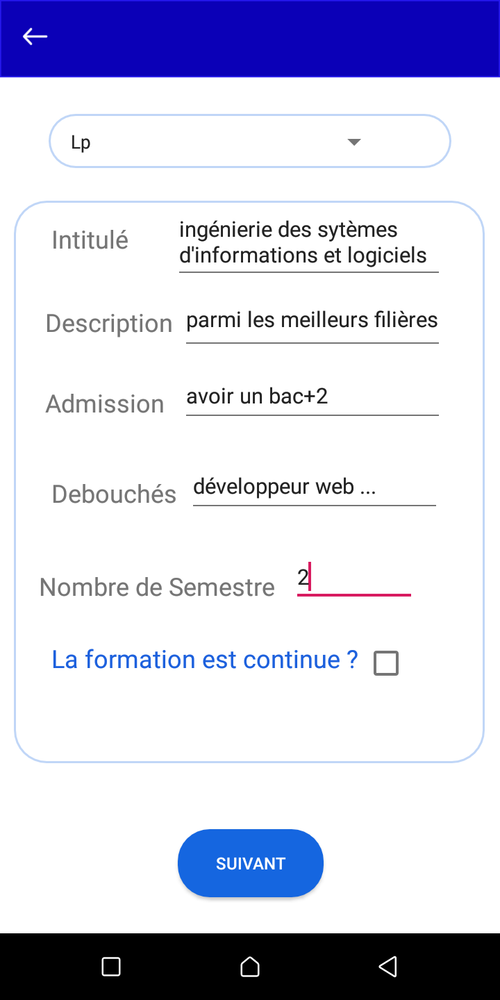 Lp
Intitulé
ingénierie des sytèmes
d'informations et logiciels
Description
parmi les meilleurs filières
Admission
avoir un bac+2
Debouchés
développeur web ...
Nombre de Semestre
2
La formation est continue ?
SUIVANT